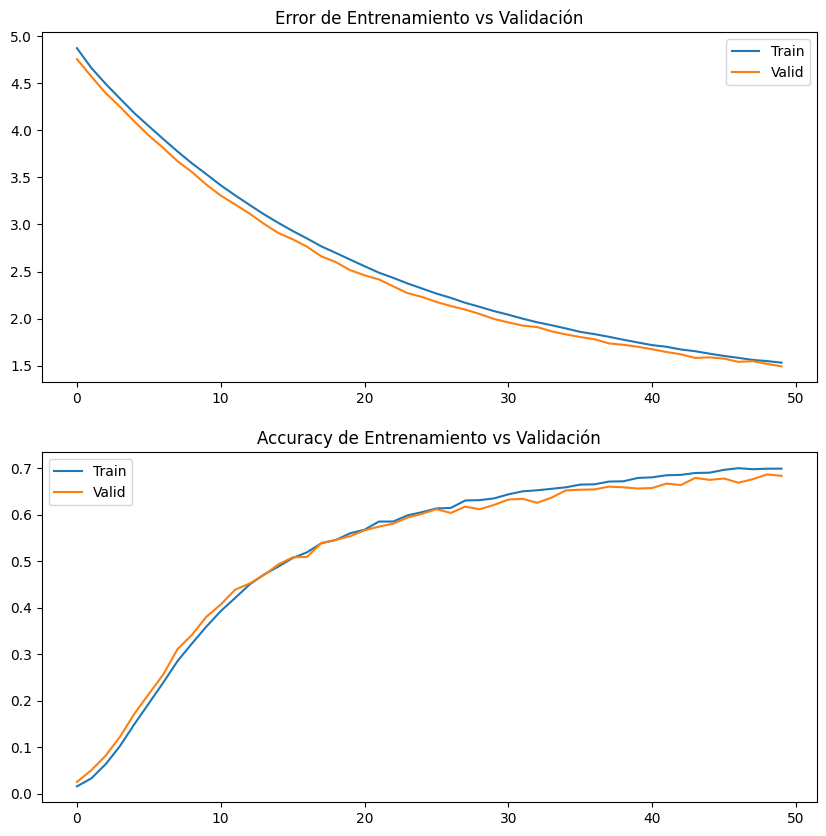 Error de Entrenamiento vs Validación
5.0
4.5
4.0
3.5
3.0
2.5
2.0
1.5
Train
Valid
0 10 20 30 40 50
Accuracy de Entrenamiento vs Validación
0.7
0.6
0.5
0.4
0.3
0.2
0.1
0.0
Train
Valid
0 10 20 30 40 50